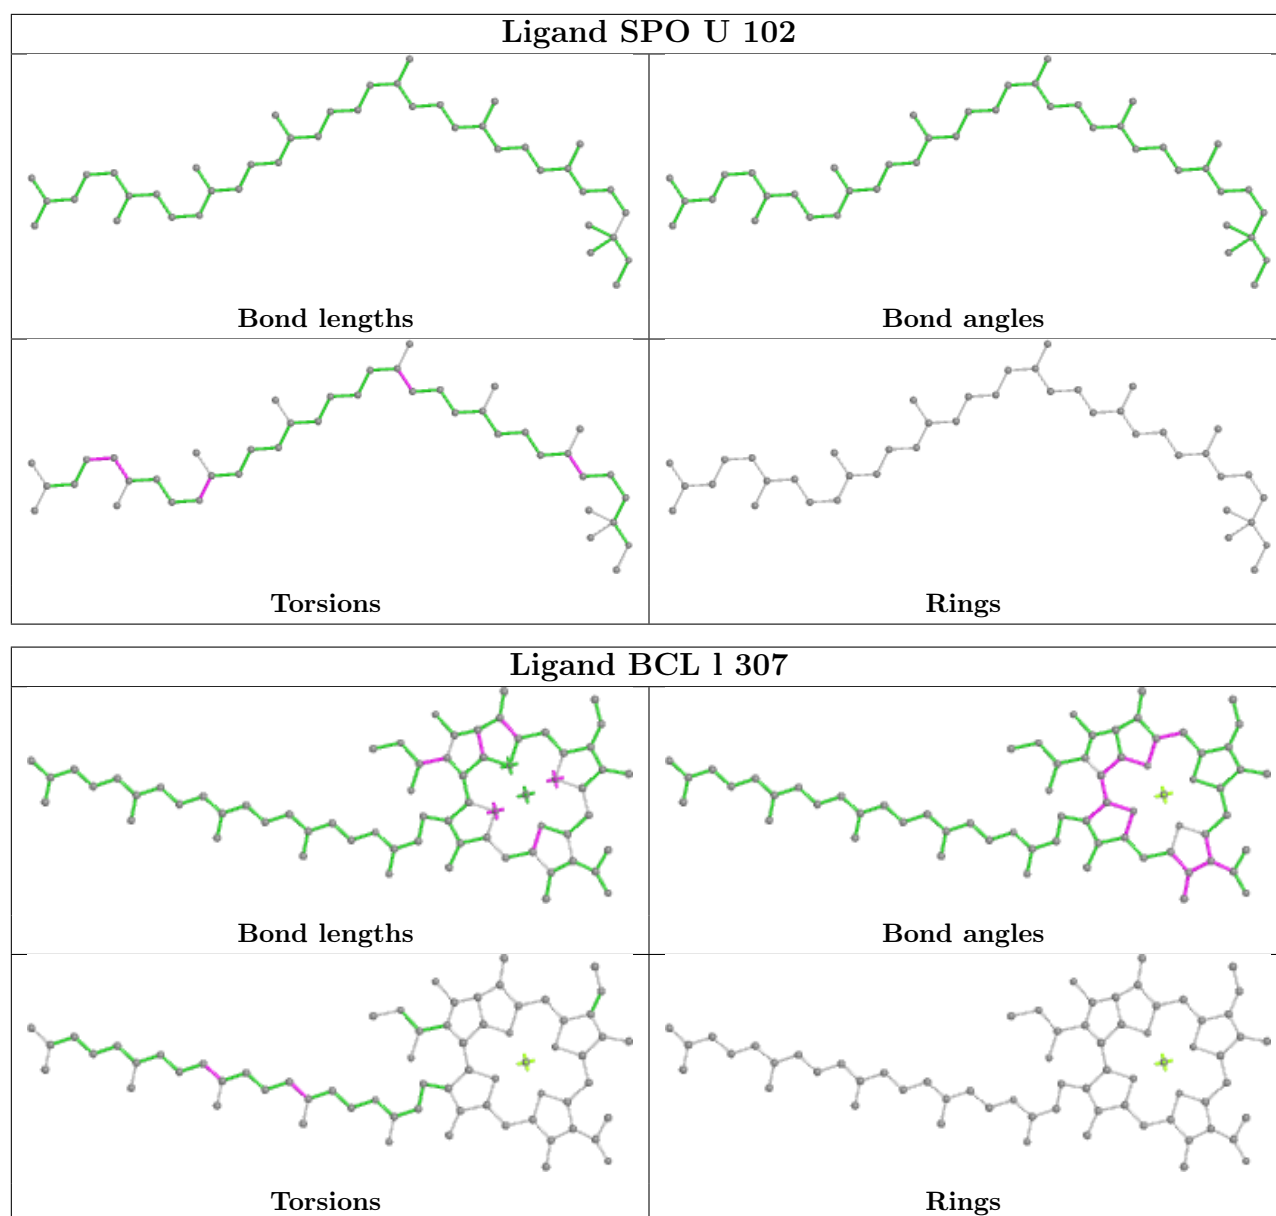 Ligand SPO U 102
Bond lengths
Bond angles
Torsions
Rings
Ligand BCL l 307
Bond lengths
Bond angles
Torsions
Rings